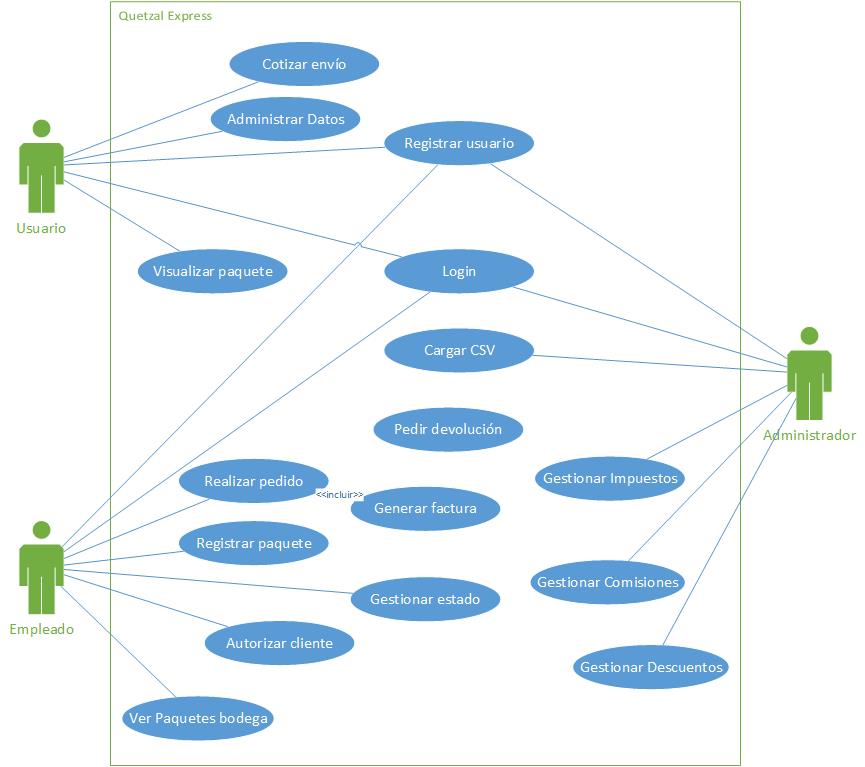 Quetzal Express
Cotizar envío
Administrar Datos
Registrar usuario
Usuario
Visualizar paquete
Login
Cargar CSV
Administrador
Pedir devolución
Gestionar Impuestos
Realizar pedido
<<incluir>>
Generar factura
Registrar paquete
Gestionar Comisiones
Gestionar estado
Empleado
Autorizar cliente
Gestionar Descuentos
Ver Paquetes bodega